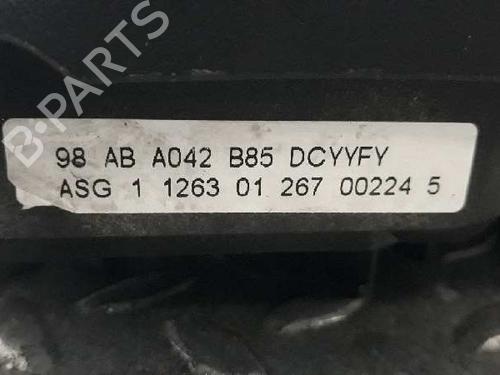 B-PARTS
98 AB A042 B85 DCYYFY
ASG 1 1263 01 267 00224 5